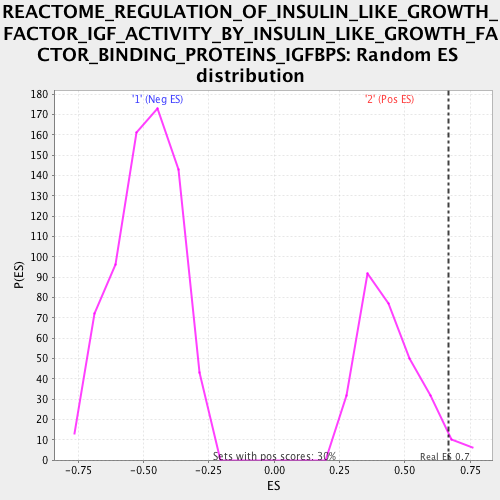 REACTOME_REGULATION_OF_INSULIN_LIKE_GROWTH_
FACTOR_IGF_ACTIVITY_BY_INSULIN_LIKE_GROWTH_FA
CTOR_BINDING_PROTEINS_IGFBPS: Random ES
distribution
'1' (Neg ES) '2' (Pos ES)
180
170
160
150
140
130
120
110
100
90
80
70
60
50
40
30
20
10
0
P(ES)
Sets with pos scores: 30%
Real ES 0.7
-0.75 -0.50 -0.25 0.00 0.25 0.50 0.75
ES